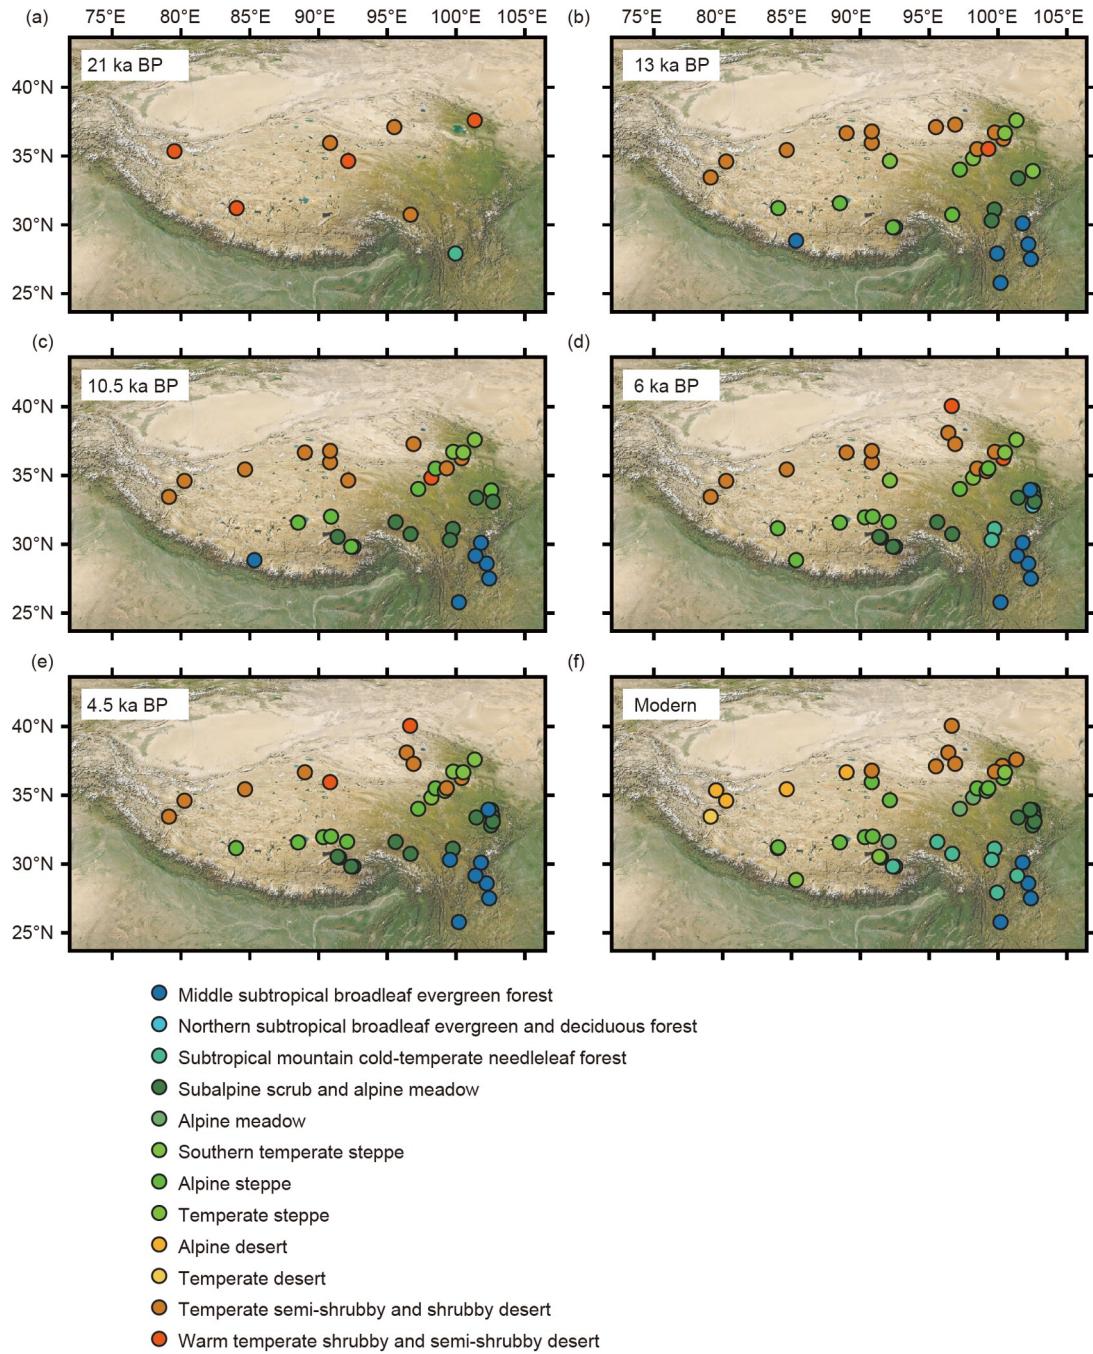 (a) 75°E 80°E 85°E 90°E 95°E 100°E 105°E (b) 75°E 80°E 85°E 90°E 95°E 100°E 105°E
21 ka BP 13 ka BP
40°N
35°N
30°N
25°N
(c) (d)
10.5 ka BP 6 ka BP
40°N
35°N
30°N
25°N
(e) (f)
4.5 ka BP Modern
40°N
35°N
30°N
25°N
Middle subtropical broadleaf evergreen forest
Northern subtropical broadleaf evergreen and deciduous forest
Subtropical mountain cold-temperate needleleaf forest
Subalpine scrub and alpine meadow
Alpine meadow
Southern temperate steppe
Alpine steppe
Temperate steppe
Alpine desert
Temperate desert
Temperate semi-shrubby and shrubby desert
Warm temperate shrubby and semi-shrubby desert